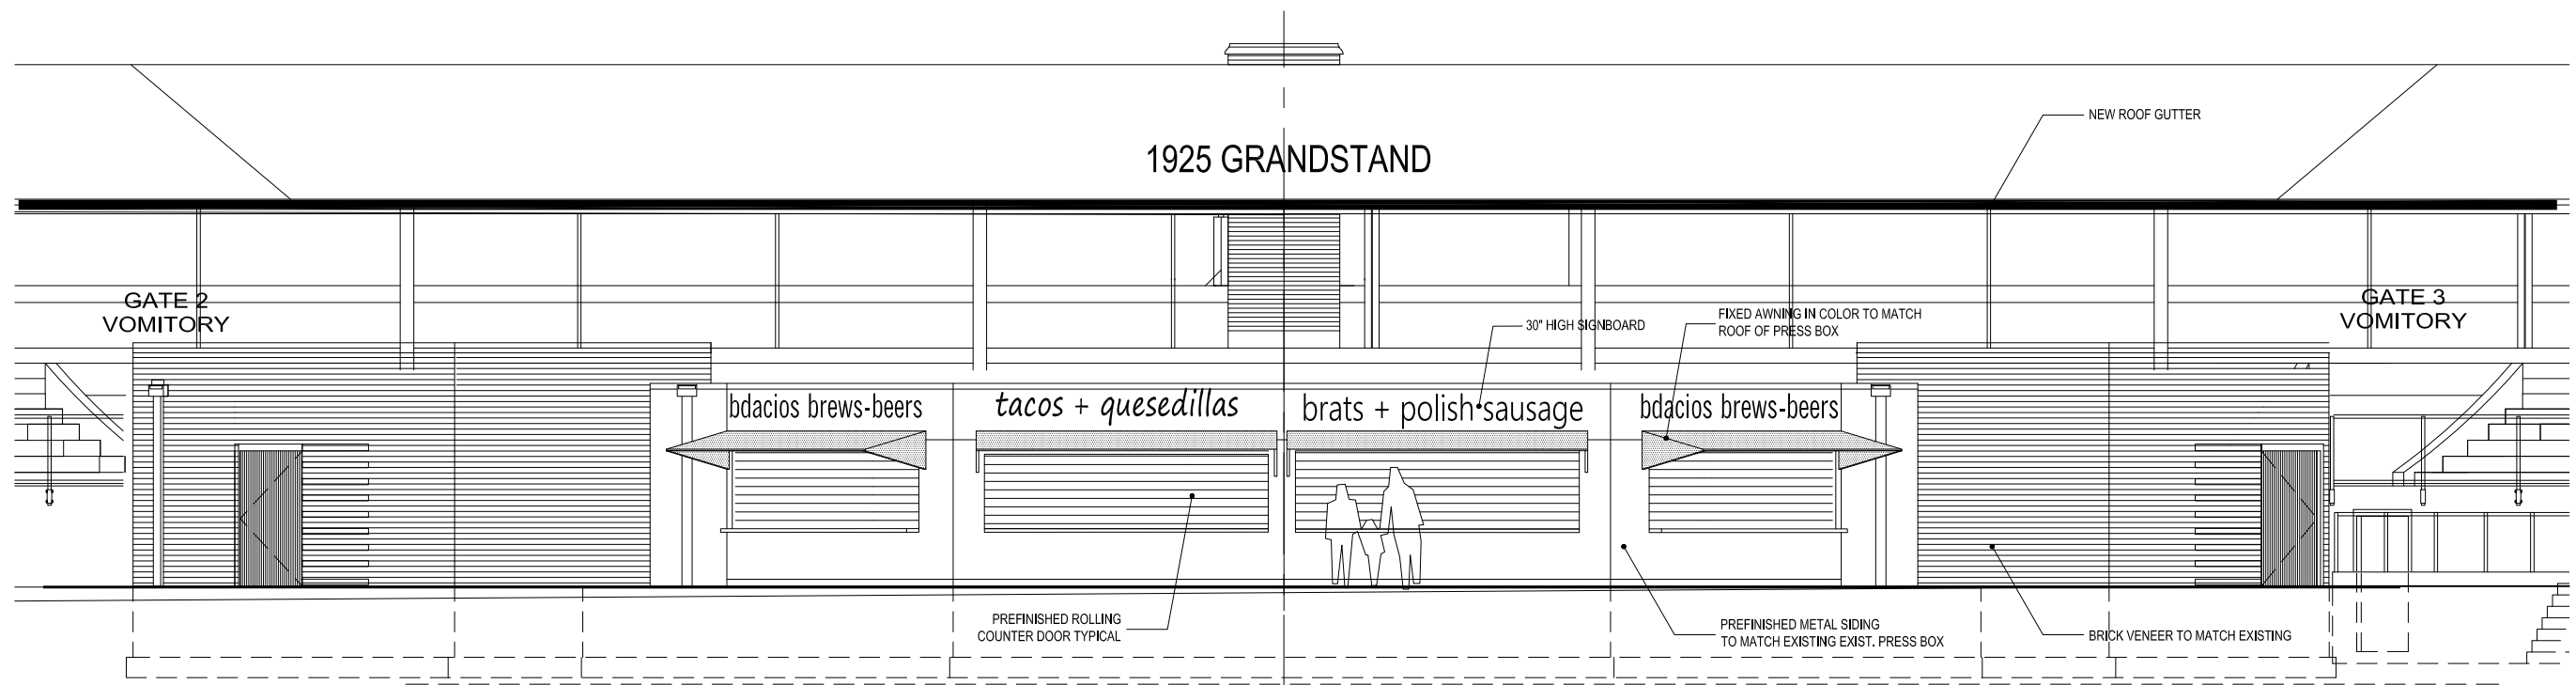 NEW ROOF GUTTER
1925 GRANDSTAND
GATE 2
VOMITORY
GATE 3
VOMITORY
30" HIGH SIGNBOARD
FIXED AWNING IN COLOR TO MATCH
ROOF OF PRESS BOX
bdacios brews-beers
tacos + quesedillas
brats + polish sausage
bdacios brews-beers
PREFINISHED ROLLING
COUNTER DOOR TYPICAL
PREFINISHED METAL SIDING
TO MATCH EXISTING EXIST. PRESS BOX
BRICK VENEER TO MATCH EXISTING